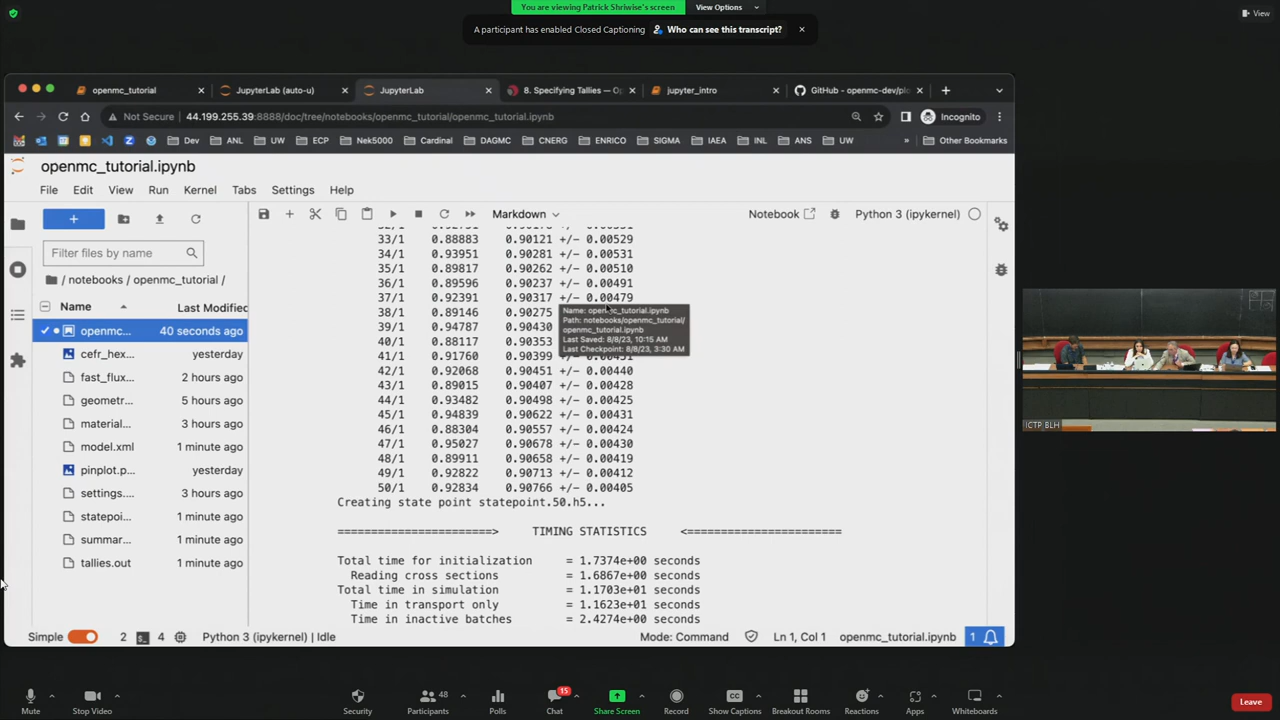 You are viewing Patrick Shriwise's screen
View Options
A participant has enabled Closed Captioning
Who can see this transcript?
View
openmc_tutorial
JupyterLab (auto-u)
JupyterLab
8. Specifying Tallies — O
jupyter_intro
GitHub - openmc-dev/plo
Not Secure
44.199.255.39:8888/doc/tree/notebooks/openmc_tutorial/openmc_tutorial.ipynb
Incognito
Dev
ANL
UW
ECP
Nek5000
Cardinal
DAGMC
CNERG
ENRICO
SIGMA
IAEA
INL
ANS
UW
»
Other Bookmarks
openmc_tutorial.ipynb
File
Edit
View
Run
Kernel
Tabs
Settings
Help
Markdown
Notebook
Python 3 (ipykernel)
Filter files by name
/ notebooks / openmc_tutorial /
Name
Last Modified
openmc...
40 seconds ago
cefr_hex...
yesterday
fast_flux...
2 hours ago
geometr...
5 hours ago
material...
3 hours ago
model.xml
1 minute ago
pinplot.p...
yesterday
settings....
3 hours ago
statepoi...
1 minute ago
summar...
1 minute ago
tallies.out
1 minute ago
33/1 0.88883 0.90121 +/- 0.00529
34/1 0.93951 0.90281 +/- 0.00531
35/1 0.89817 0.90262 +/- 0.00510
36/1 0.89596 0.90237 +/- 0.00491
37/1 0.92391 0.90317 +/- 0.00479
38/1 0.89146 0.90275
39/1 0.94787 0.90430
40/1 0.88117 0.90353
41/1 0.91760 0.90399
42/1 0.92068 0.90451 +/- 0.00440
43/1 0.89015 0.90407 +/- 0.00428
44/1 0.93482 0.90498 +/- 0.00425
45/1 0.94839 0.90622 +/- 0.00431
46/1 0.88304 0.90557 +/- 0.00424
47/1 0.95027 0.90678 +/- 0.00430
48/1 0.89911 0.90658 +/- 0.00419
49/1 0.92822 0.90713 +/- 0.00412
50/1 0.92834 0.90766 +/- 0.00405
Name: openmc_tutorial.ipynb
Path: notebooks/openmc_tutorial/
openmc_tutorial.ipynb
Last Saved: 8/8/23, 10:15 AM
Last Checkpoint: 8/8/23, 3:30 AM
Creating state point statepoint.50.h5...
=======================> TIMING STATISTICS <=======================
Total time for initialization = 1.7374e+00 seconds
Reading cross sections = 1.6867e+00 seconds
Total time in simulation = 1.1703e+01 seconds
Time in transport only = 1.1623e+01 seconds
Time in inactive batches = 2.4274e+00 seconds
Simple
2
4
Python 3 (ipykernel) | Idle
Mode: Command
Ln 1, Col 1
openmc_tutorial.ipynb
1
ICTP BLH
Mute
Stop Video
Security
Participants
48
Polls
Chat
15
Share Screen
Record
Show Captions
Breakout Rooms
Reactions
Apps
Whiteboards
Leave